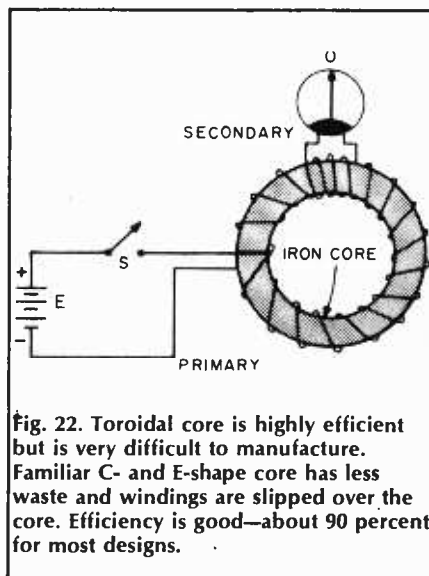 O
SECONDARY
IRON CORE
S
+
E
-
PRIMARY
Fig. 22. Toroidal core is highly efficient
but is very difficult to manufacture.
Familiar C- and E-shape core has less
waste and windings are slipped over the
core. Efficiency is good—about 90 percent
for most designs.